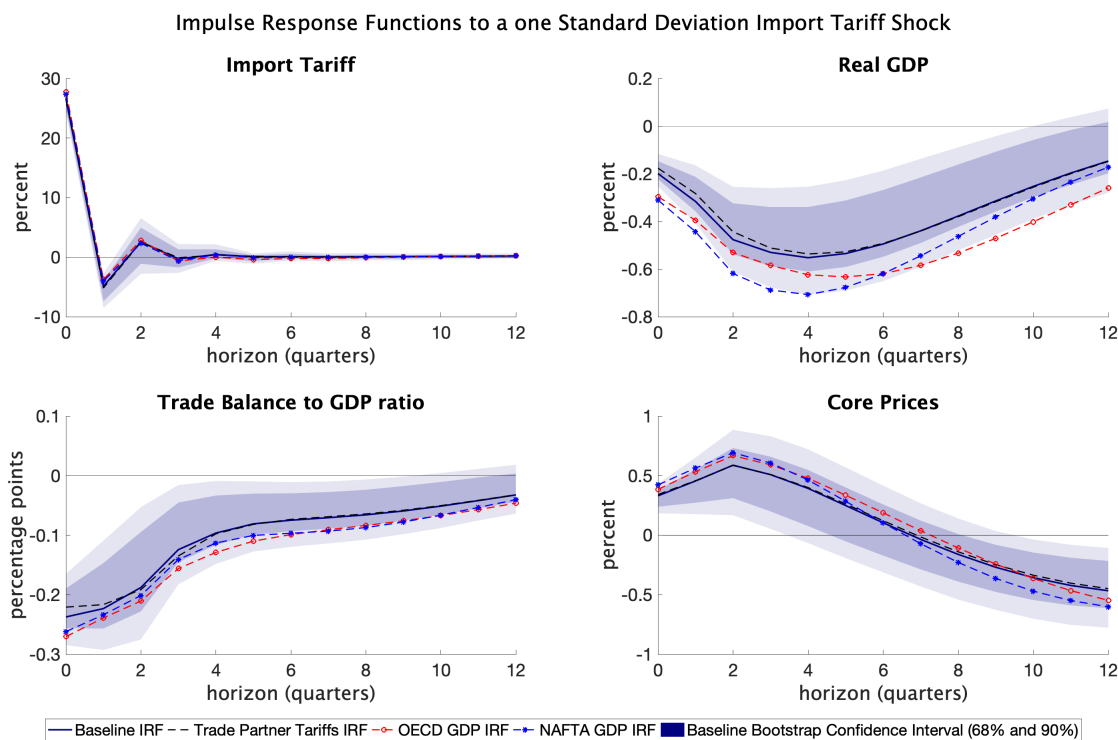 Impulse Response Functions to a one Standard Deviation Import Tariff Shock
Import Tariff
30
20
10
0
-10
percent
0 2 4 6 8 10 12
horizon (quarters)
Real GDP
0.2
0
-0.2
-0.4
-0.6
-0.8
percent
0 2 4 6 8 10 12
horizon (quarters)
Trade Balance to GDP ratio
0.1
0
-0.1
-0.2
-0.3
percentage points
0 2 4 6 8 10 12
horizon (quarters)
Core Prices
1
0.5
0
-0.5
-1
percent
0 2 4 6 8 10 12
horizon (quarters)
Baseline IRF Trade Partner Tariffs IRF OECD GDP IRF NAFTA GDP IRF Baseline Bootstrap Confidence Interval (68% and 90%)